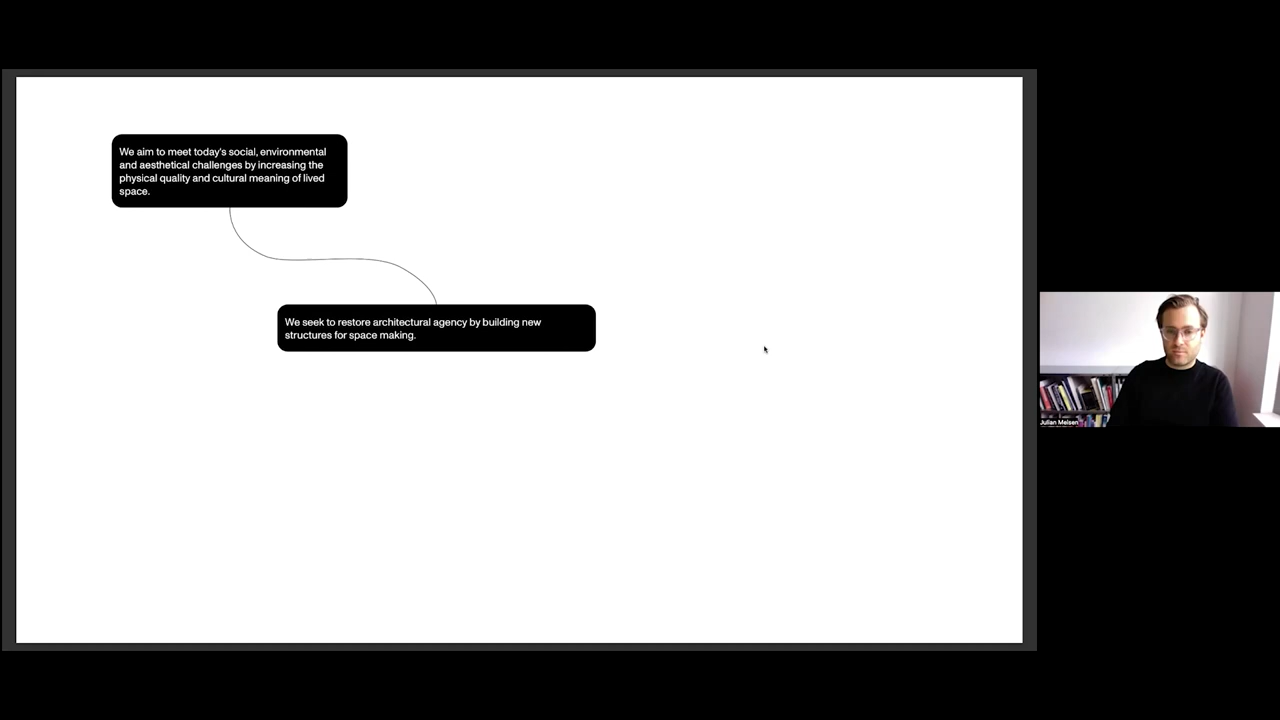 We aim to meet today's social, environmental
and aesthetical challenges by increasing the
physical quality and cultural meaning of lived
space.
We seek to restore architectural agency by building new
structures for space making.
Julian Meisen